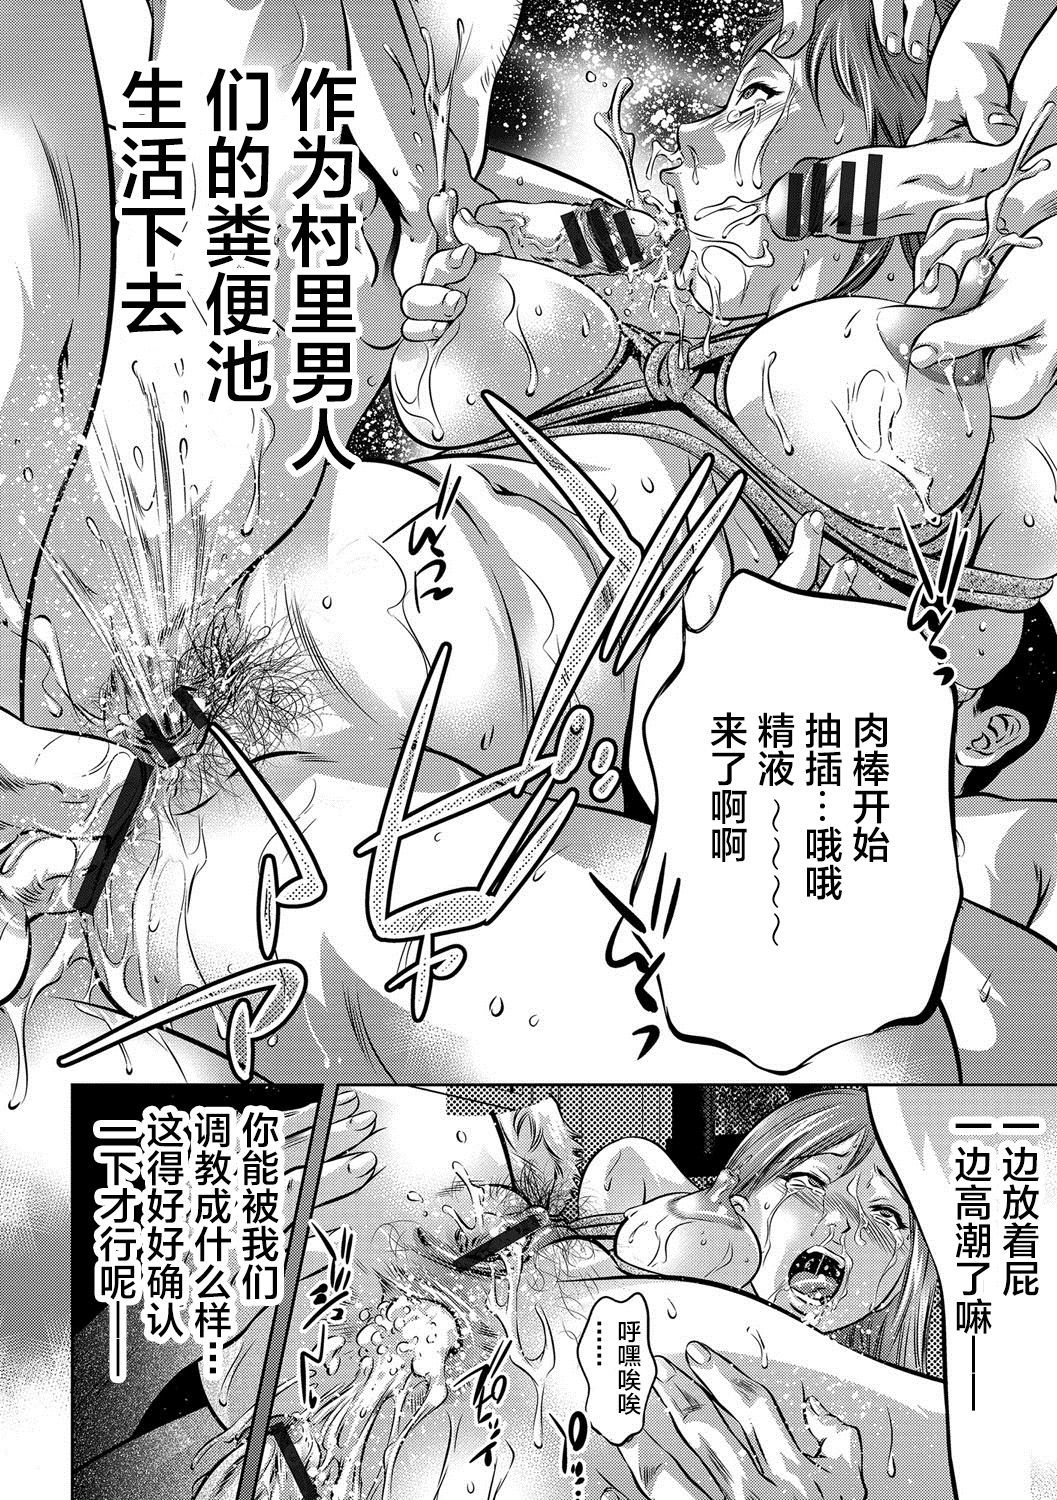 作为村里男人
们的粪便池
生活下去
肉棒开始
抽插…哦哦
精液～～～～
来了啊啊
一边放着屁
一边高潮了嘛——
呼嘿唉唉
……
你能被我们
调教成什么样…
这得好好确认
一下才行呢——